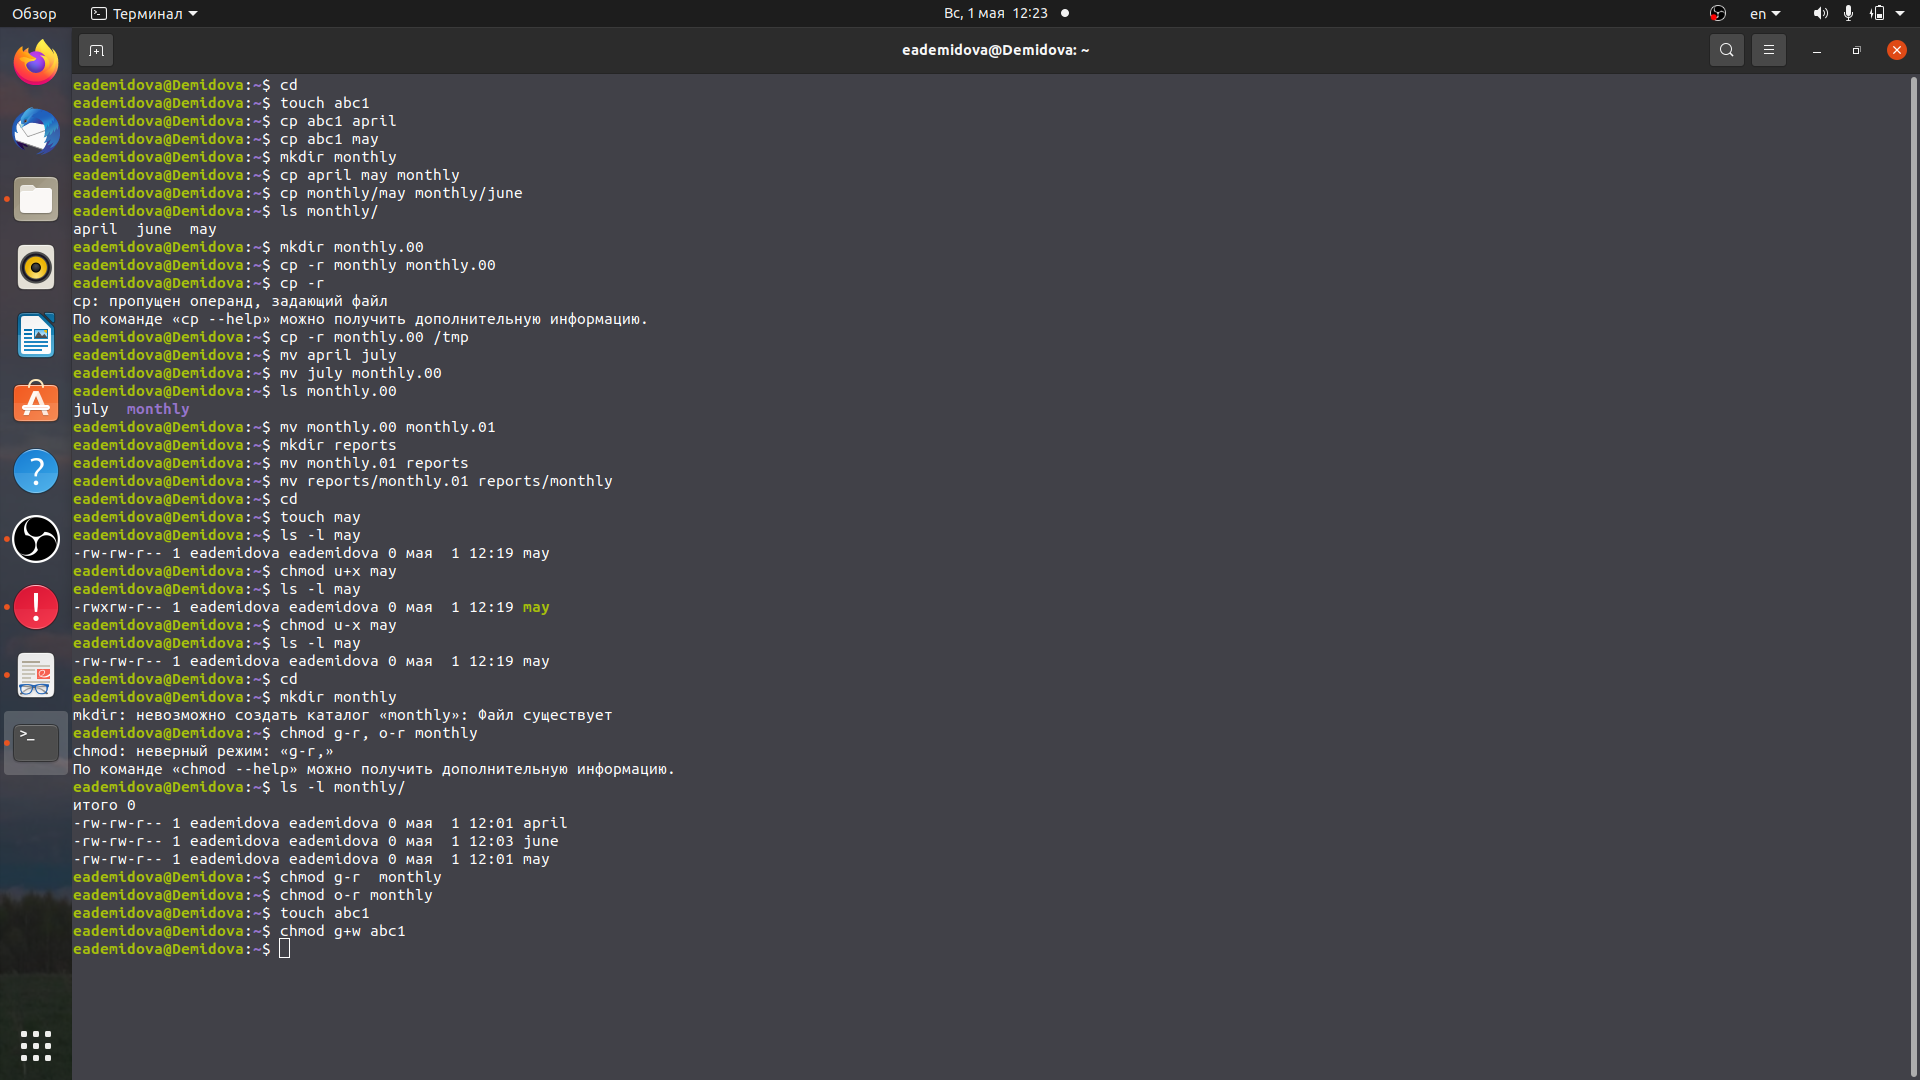 Обзор
Терминал
Вс, 1 мая 12:23
en
eademidova@Demidova: ~
eademidova@Demidova:~$ cd
eademidova@Demidova:~$ touch abc1
eademidova@Demidova:~$ cp abc1 april
eademidova@Demidova:~$ cp abc1 may
eademidova@Demidova:~$ mkdir monthly
eademidova@Demidova:~$ cp april may monthly
eademidova@Demidova:~$ cp monthly/may monthly/june
eademidova@Demidova:~$ ls monthly/
april  june  may
eademidova@Demidova:~$ mkdir monthly.00
eademidova@Demidova:~$ cp -r monthly monthly.00
eademidova@Demidova:~$ cp -r
cp: пропущен операнд, задающий файл
По команде «cp --help» можно получить дополнительную информацию.
eademidova@Demidova:~$ cp -r monthly.00 /tmp
eademidova@Demidova:~$ mv april july
eademidova@Demidova:~$ mv july monthly.00
eademidova@Demidova:~$ ls monthly.00
july  monthly
eademidova@Demidova:~$ mv monthly.00 monthly.01
eademidova@Demidova:~$ mkdir reports
eademidova@Demidova:~$ mv monthly.01 reports
eademidova@Demidova:~$ mv reports/monthly.01 reports/monthly
eademidova@Demidova:~$ cd
eademidova@Demidova:~$ touch may
eademidova@Demidova:~$ ls -l may
-rw-rw-r-- 1 eademidova eademidova 0 мая  1 12:19 may
eademidova@Demidova:~$ chmod u+x may
eademidova@Demidova:~$ ls -l may
-rwxrw-r-- 1 eademidova eademidova 0 мая  1 12:19 may
eademidova@Demidova:~$ chmod u-x may
eademidova@Demidova:~$ ls -l may
-rw-rw-r-- 1 eademidova eademidova 0 мая  1 12:19 may
eademidova@Demidova:~$ cd
eademidova@Demidova:~$ mkdir monthly
mkdir: невозможно создать каталог «monthly»: Файл существует
eademidova@Demidova:~$ chmod g-r, o-r monthly
chmod: неверный режим: «g-r,»
По команде «chmod --help» можно получить дополнительную информацию.
eademidova@Demidova:~$ ls -l monthly/
итого 0
-rw-rw-r-- 1 eademidova eademidova 0 мая  1 12:01 april
-rw-rw-r-- 1 eademidova eademidova 0 мая  1 12:03 june
-rw-rw-r-- 1 eademidova eademidova 0 мая  1 12:01 may
eademidova@Demidova:~$ chmod g-r  monthly
eademidova@Demidova:~$ chmod o-r monthly
eademidova@Demidova:~$ touch abc1
eademidova@Demidova:~$ chmod g+w abc1
eademidova@Demidova:~$